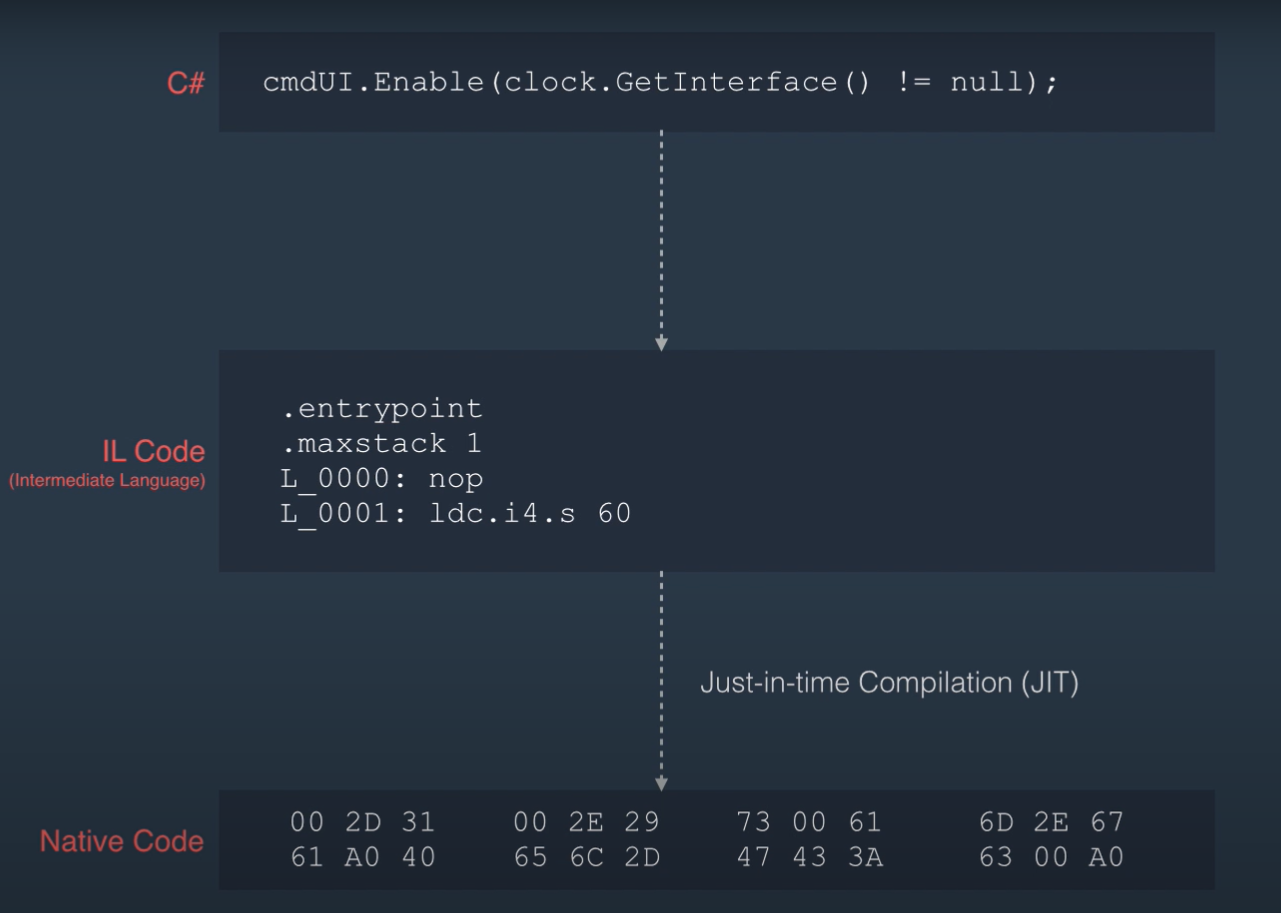 C#
cmdUI.Enable(clock.GetInterface() != null);
IL Code
(Intermediate Language)
.entrypoint
.maxstack 1
L_0000: nop
L_0001: ldc.i4.s 60
Just-in-time Compilation (JIT)
Native Code
00 2D 31 00 2E 29 73 00 61 6D 2E 67
61 A0 40 65 6C 2D 47 43 3A 63 00 A0